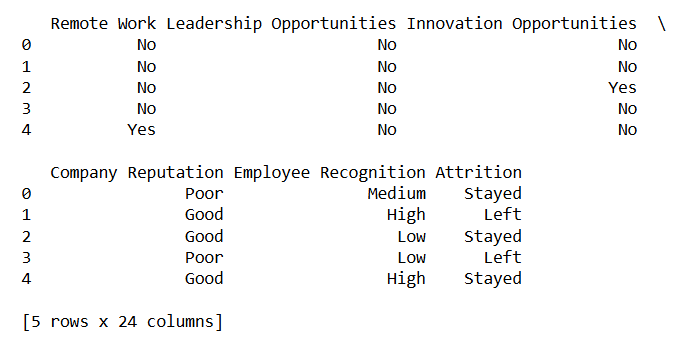 Remote Work Leadership Opportunities Innovation Opportunities  \
0           No                       No                       No
1           No                       No                       No
2           No                       No                      Yes
3           No                       No                       No
4          Yes                       No                       No

   Company Reputation Employee Recognition Attrition
0                Poor               Medium    Stayed
1                Good                 High      Left
2                Good                  Low    Stayed
3                Poor                  Low      Left
4                Good                 High    Stayed

[5 rows x 24 columns]